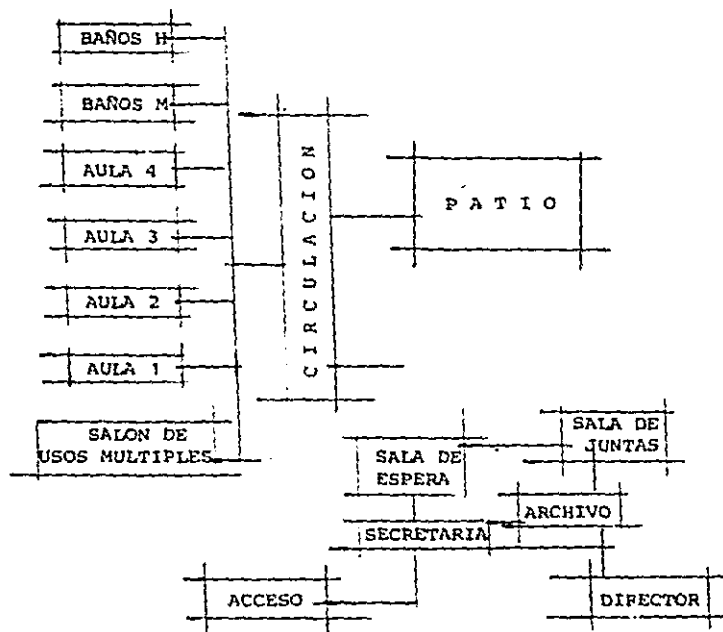 BAÑOS H
BAÑOS M
AULA 4
AULA 3
AULA 2
AULA 1
SALON DE
USOS MULTIPLES
CIRCULACION
PATIO
SALA DE
JUNTAS
SALA DE
ESPERA
ARCHIVO
SECRETARIA
ACCESO
DIRECTOR